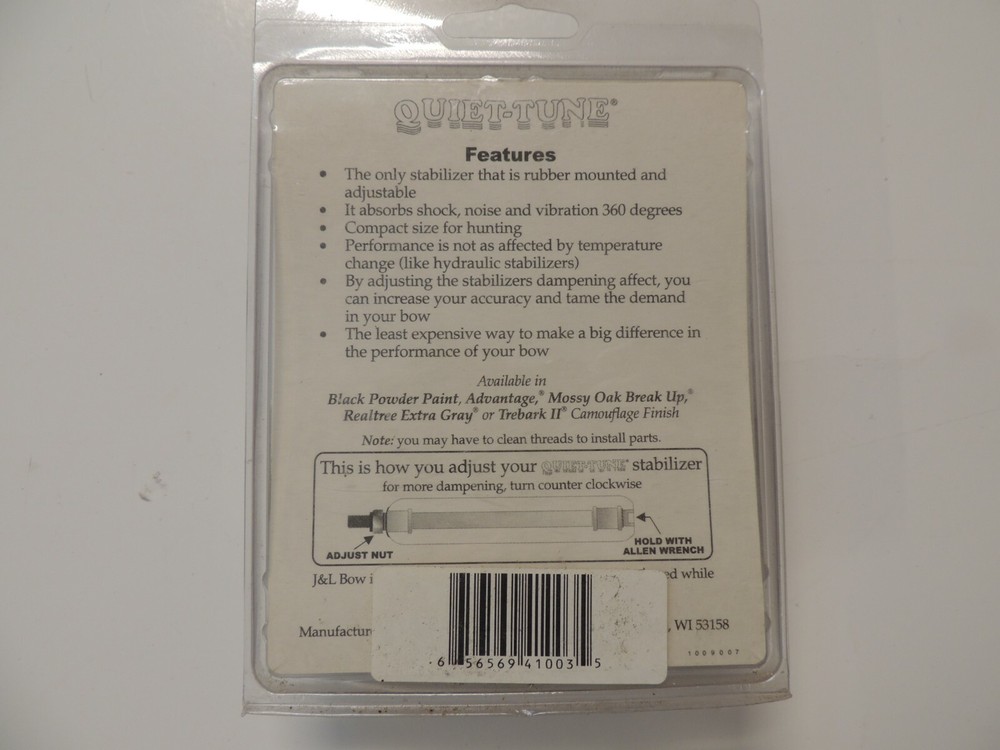 QUIET-TUNE®
Features
• The only stabilizer that is rubber mounted and
adjustable
• It absorbs shock, noise and vibration 360 degrees
• Compact size for hunting
• Performance is not as affected by temperature
change (like hydraulic stabilizers)
• By adjusting the stabilizers dampening affect, you
can increase your accuracy and tame the demand
in your bow
• The least expensive way to make a big difference in
the performance of your bow
Available in
Black Powder Paint, Advantage,® Mossy Oak Break Up,®
Realtree Extra Gray® or Trebark II® Camouflage Finish
Note: you may have to clean threads to install parts.
This is how you adjust your QUIET-TUNE® stabilizer
for more dampening, turn counter clockwise
ADJUST NUT
HOLD WITH
ALLEN WRENCH
J&L Bow while
, WI 53158
1009007
6 56569 41003 5